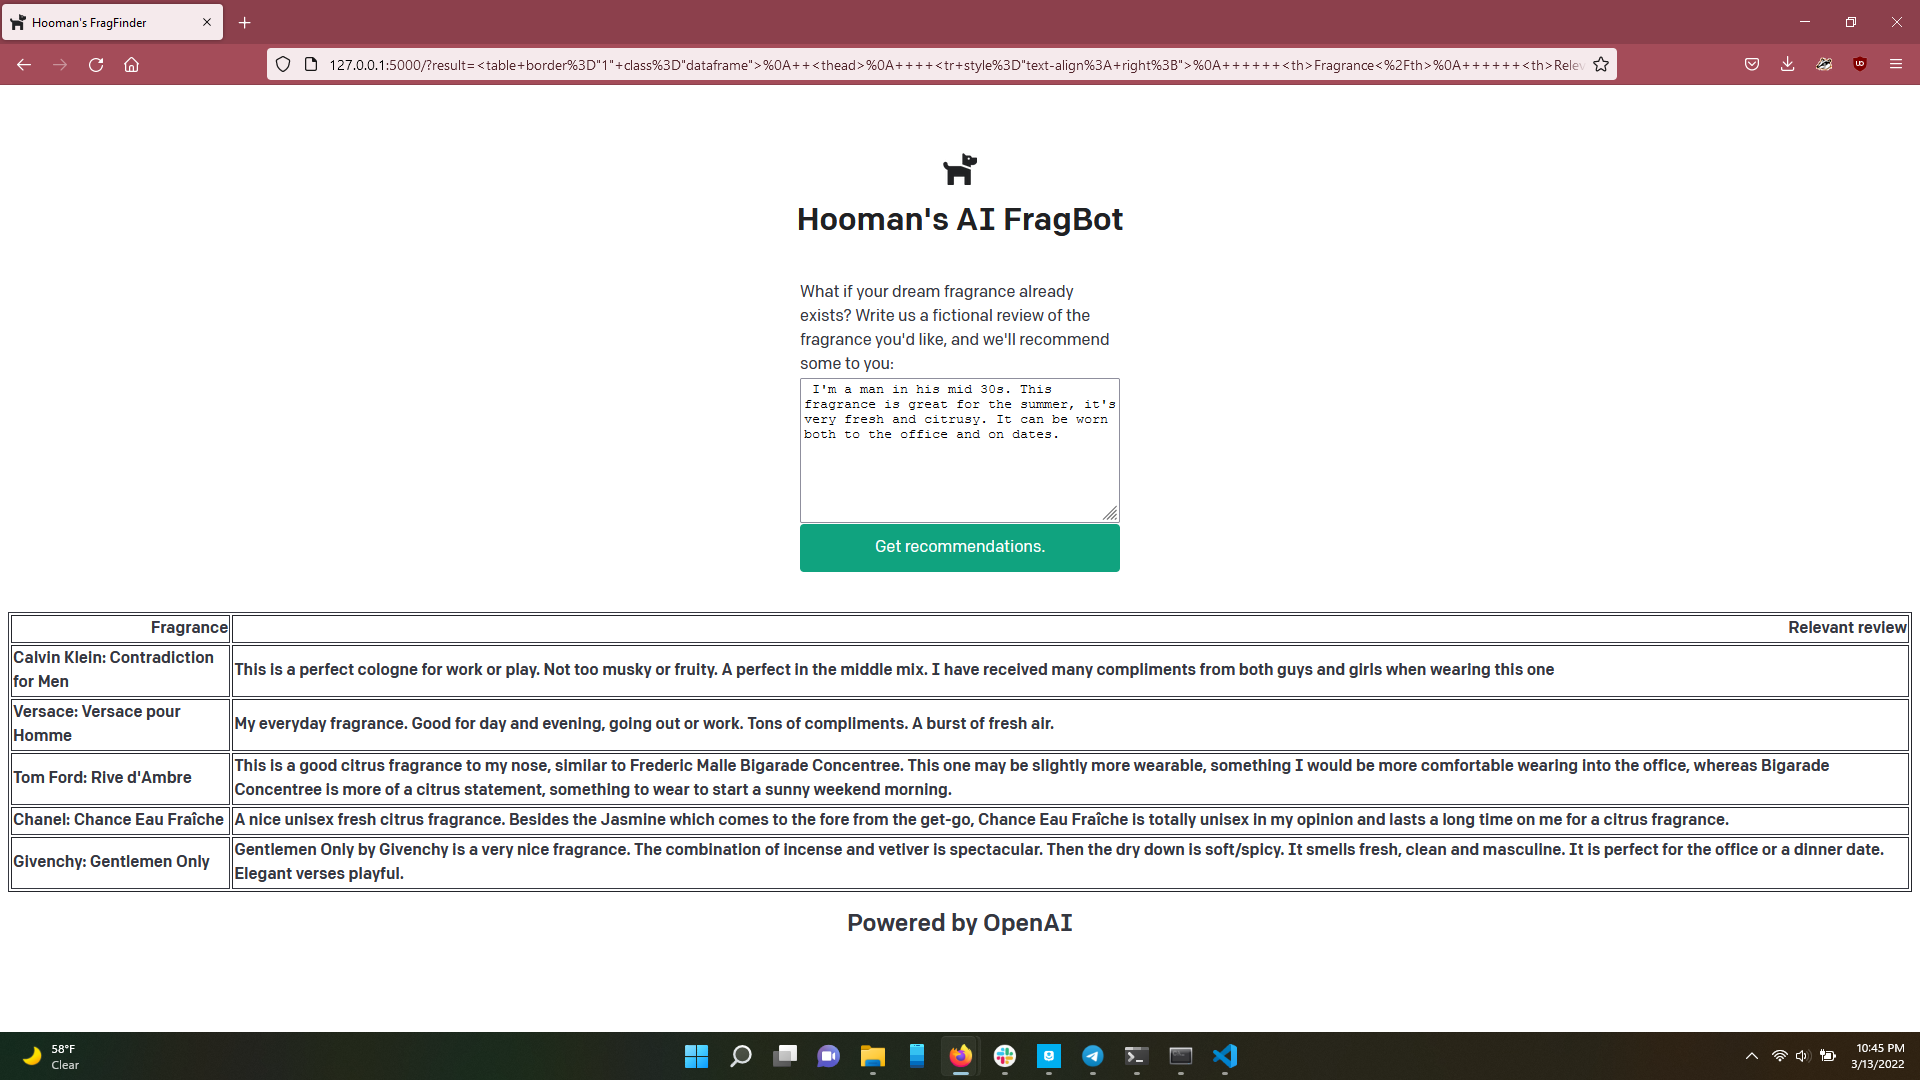 Hooman's FragFinder
127.0.0.1:5000/?result=<table+border%3D"1"+class%3D"dataframe">%0A++<thead>%0A++++<tr+style%3D"text-align%3A+right%3B">%0A++++++<th>Fragrance<%2Fth>%0A++++++<th>Relev
Hooman's AI FragBot
What if your dream fragrance already
exists? Write us a fictional review of the
fragrance you'd like, and we'll recommend
some to you:
I'm a man in his mid 30s. This
fragrance is great for the summer, it's
very fresh and citrusy. It can be worn
both to the office and on dates.
Get recommendations.
Fragrance Relevant review
Calvin Klein: Contradiction
for Men
This is a perfect cologne for work or play. Not too musky or fruity. A perfect in the middle mix. I have received many compliments from both guys and girls when wearing this one
Versace: Versace pour
Homme
My everyday fragrance. Good for day and evening, going out or work. Tons of compliments. A burst of fresh air.
Tom Ford: Rive d'Ambre
This is a good citrus fragrance to my nose, similar to Frederic Malle Bigarade Concentree. This one may be slightly more wearable, something I would be more comfortable wearing into the office, whereas Bigarade
Concentree is more of a citrus statement, something to wear to start a sunny weekend morning.
Chanel: Chance Eau Fraîche
A nice unisex fresh citrus fragrance. Besides the Jasmine which comes to the fore from the get-go, Chance Eau Fraîche is totally unisex in my opinion and lasts a long time on me for a citrus fragrance.
Givenchy: Gentlemen Only
Gentlemen Only by Givenchy is a very nice fragrance. The combination of incense and vetiver is spectacular. Then the dry down is soft/spicy. It smells fresh, clean and masculine. It is perfect for the office or a dinner date.
Elegant verses playful.
Powered by OpenAI
58°F
Clear
10:45 PM
3/13/2022